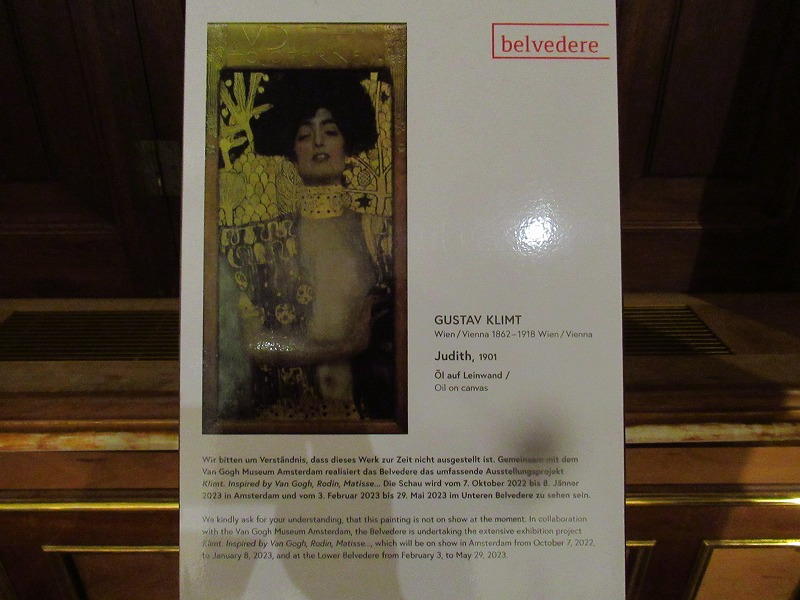 belvedere
GUSTAV KLIMT
Wien / Vienna 1862–1918 Wien / Vienna
Judith, 1901
Öl auf Leinwand /
Oil on canvas
Wir bitten um Verständnis, dass dieses Werk zur Zeit nicht ausgestellt ist. Gemeinsam mit dem
Van Gogh Museum Amsterdam realisiert das Belvedere das umfassende Ausstellungsprojekt
Klimt. Inspired by Van Gogh, Rodin, Matisse... Die Schau wird vom 7. Oktober 2022 bis 8. Jänner
2023 in Amsterdam und vom 3. Februar 2023 bis 29. Mai 2023 im Unteren Belvedere zu sehen sein.
We kindly ask for your understanding, that this painting is not on show at the moment. In collaboration
with the Van Gogh Museum Amsterdam, the Belvedere is undertaking the extensive exhibition project
Klimt. Inspired by Van Gogh, Rodin, Matisse..., which will be on show in Amsterdam from October 7, 2022,
to January 8, 2023, and at the Lower Belvedere from February 3, to May 29, 2023.